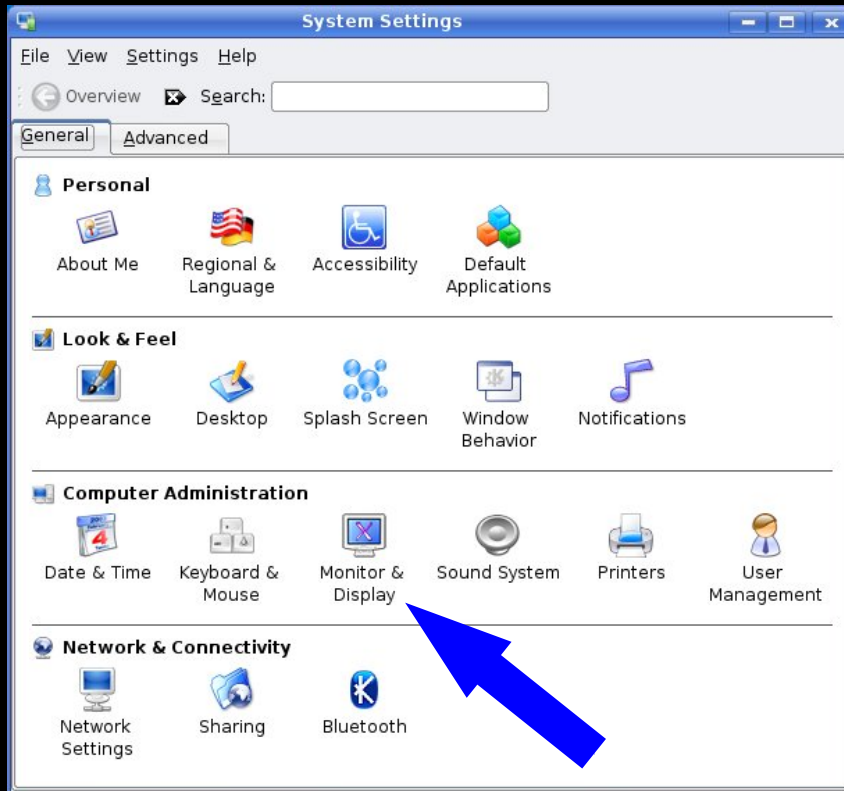 System Settings
File View Settings Help
Overview Search:
General Advanced
Personal
About Me Regional & Accessibility Default
Language Applications
Look & Feel
Appearance Desktop Splash Screen Window Notifications
Behavior
Computer Administration
4
Date & Time Keyboard & Monitor & Sound System Printers User
Mouse Display Management
Network & Connectivity
Network Sharing Bluetooth
Settings